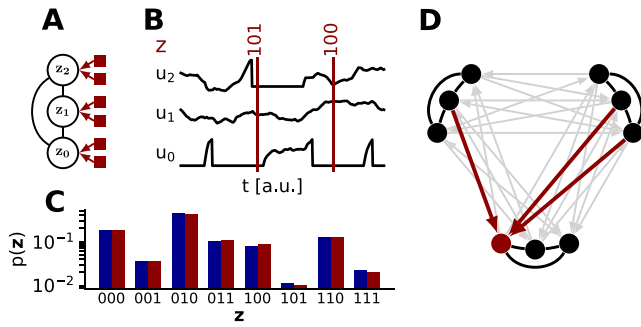 A
z₂
z₁
z₀
B
z
101
100
u₂
u₁
u₀
t [a.u.]
C
p(z)
10⁻¹
10⁻²
000 001 010 011 100 101 110 111
z
D